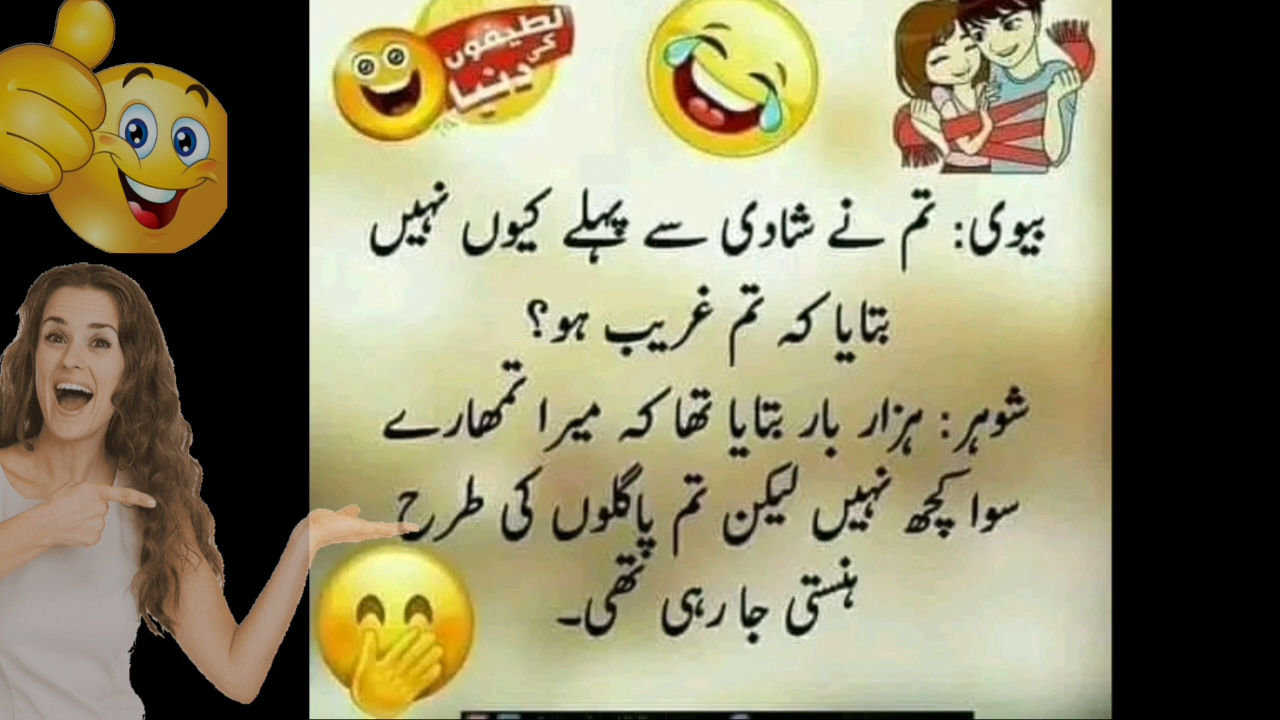 لطیفوں
کی
دنیا
بیوی: تم نے شادی سے پہلے کیوں نہیں
بتایا کہ تم غریب ہو؟
شوہر: ہزار بار بتایا تھا کہ میرا تمھارے
سوا کچھ نہیں لیکن تم پاگلوں کی طرح
ہنستی جا رہی تھی۔